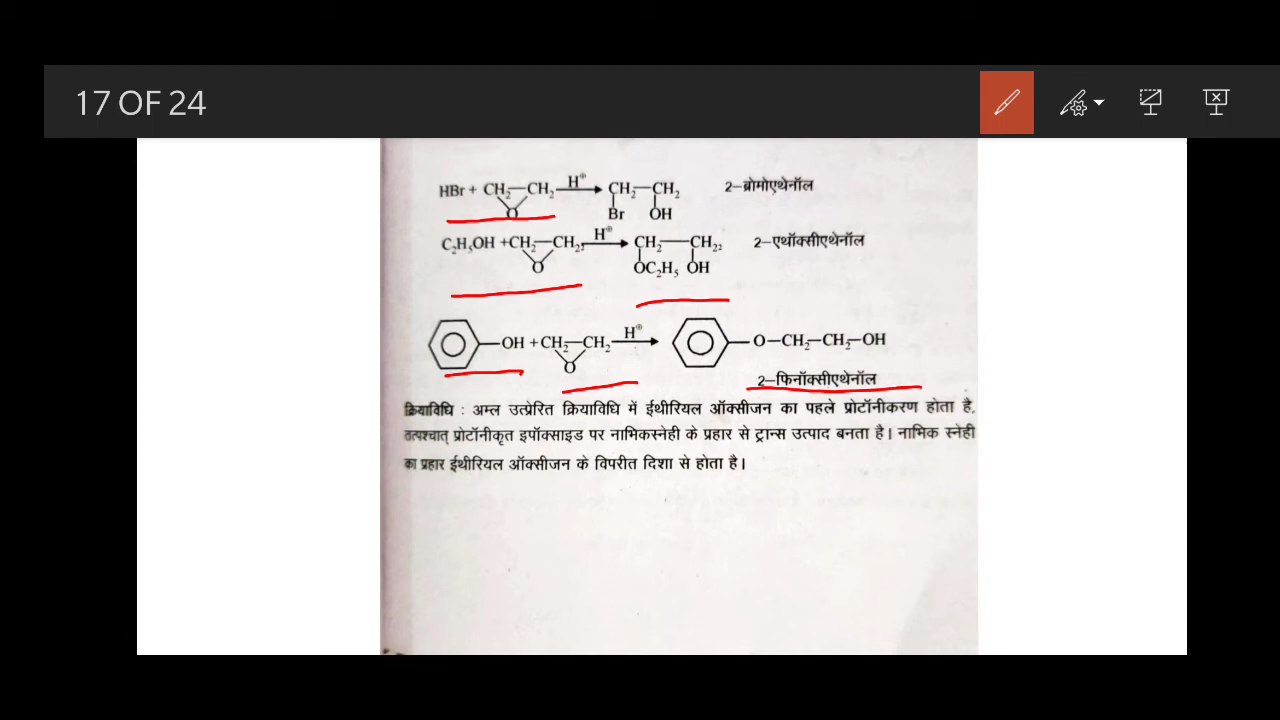 17 OF 24
HBr + CH₂—CH₂ H⊕ CH₂—CH₂ 2–ब्रोमोएथेनॉल
O Br OH
C₂H₅OH +CH₂—CH₂, H⊕ CH₂—CH₂₂ 2–एथॉक्सीएथेनॉल
O OC₂H₅ OH
OH + CH₂—CH₂ H⊕ O—CH₂—CH₂—OH
O
2–फिनॉक्सीएथेनॉल
क्रियाविधि : अम्ल उत्प्रेरित क्रियाविधि में ईथीरियल ऑक्सीजन का पहले प्रोटॉनीकरण होता है,
तत्पश्चात् प्रोटॉनीकृत इपॉक्साइड पर नाभिकस्नेही के प्रहार से ट्रान्स उत्पाद बनता है। नाभिक स्नेही
का प्रहार ईथीरियल ऑक्सीजन के विपरीत दिशा से होता है।